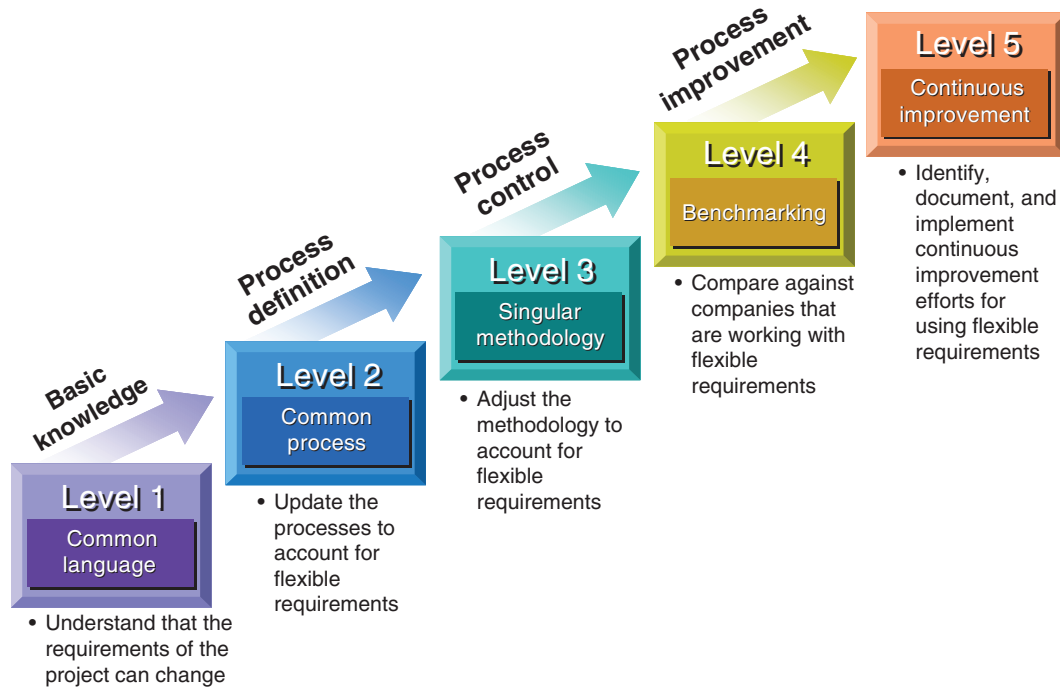 Basic
knowledge
Level 1
Common
language
• Understand that the
requirements of the
project can change
Process
definition
Level 2
Common
process
• Update the
processes to
account for
flexible
requirements
Process
control
Level 3
Singular
methodology
• Adjust the
methodology to
account for
flexible
requirements
Process
improvement
Level 4
Benchmarking
• Compare against
companies that
are working with
flexible
requirements
Level 5
Continuous
improvement
• Identify,
document, and
implement
continuous
improvement
efforts for
using flexible
requirements